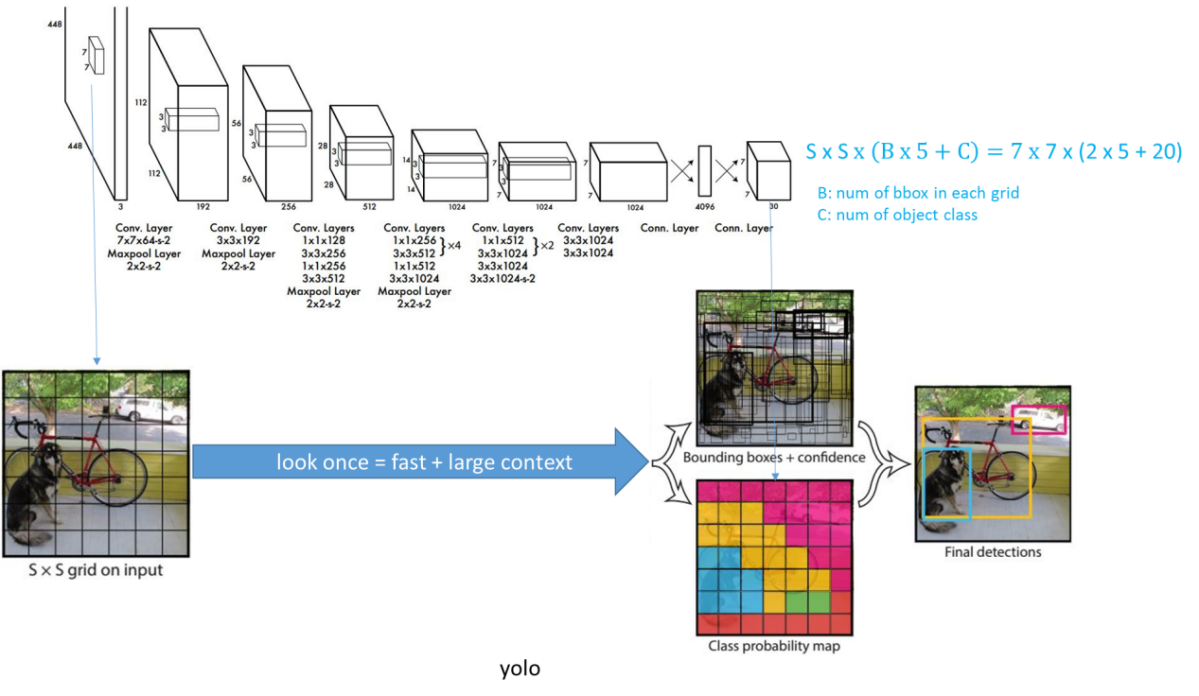 448
7
7
448
3
112
3
3
112
192
56
3
3
56
256
28
3
3
28
512
14
3
3
14
1024
7
3
3
7
1024
7
7
1024
4096
7
7
30
Conv. Layer
7x7x64-s-2
Maxpool Layer
2x2-s-2
Conv. Layer
3x3x192
Maxpool Layer
2x2-s-2
Conv. Layers
1x1x128
3x3x256
1x1x256
3x3x512
Maxpool Layer
2x2-s-2
Conv. Layers
1x1x256
3x3x512
} ×4
1x1x512
3x3x1024
Maxpool Layer
2x2-s-2
Conv. Layers
1x1x512
3x3x1024
} ×2
3x3x1024
3x3x1024-s-2
Conv. Layers
3x3x1024
3x3x1024
Conn. Layer
Conn. Layer
S x S x (B x 5 + C) = 7 x 7 x (2 x 5 + 20)
B: num of bbox in each grid
C: num of object class
S × S grid on input
look once = fast + large context
Bounding boxes + confidence
Class probability map
Final detections
yolo